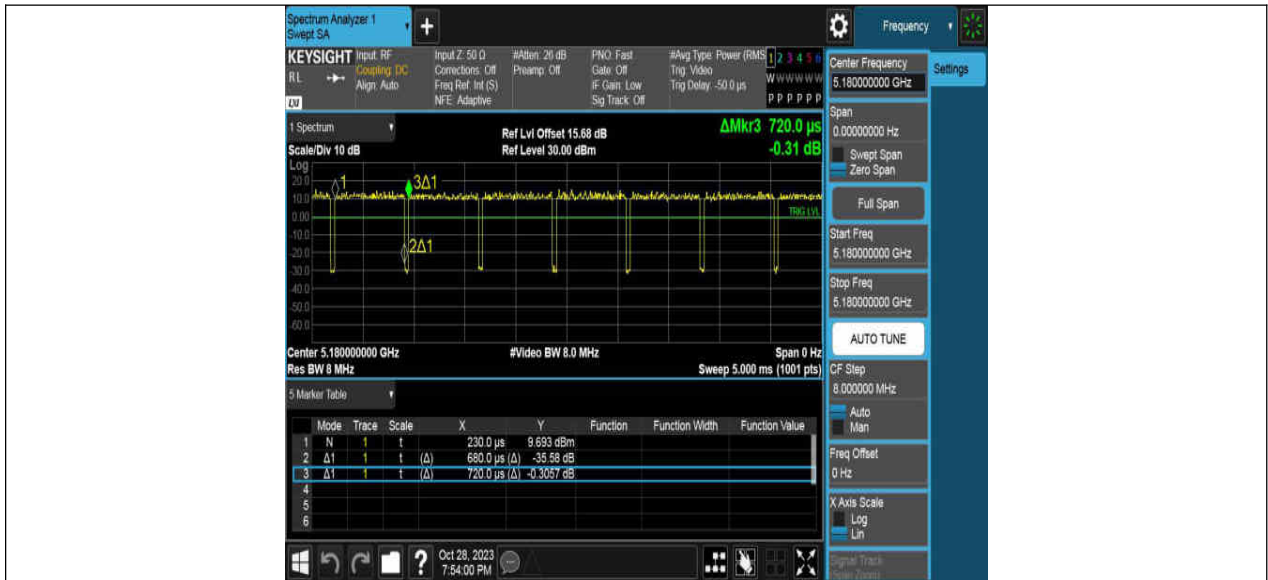 Spectrum Analyzer 1
Swept SA
+
Frequency
KEYSIGHT
RL
LXI
Input: RF
Coupling: DC
Align: Auto
Input Z: 50 Ω
Corrections: Off
Freq Ref: Int (S)
NFE: Adaptive
#Atten: 26 dB
Preamp: Off
PNO: Fast
Gate: Off
IF Gain: Low
Sig Track: Off
#Avg Type: Power (RMS
Trig: Video
Trig Delay: -50.0 µs
1 2 3 4 5 6
W W W W W W
P P P P P P
1 Spectrum
Scale/Div 10 dB
Ref Lvl Offset 15.68 dB
Ref Level 30.00 dBm
ΔMkr3 720.0 µs
-0.31 dB
Log
20.0
10.0
0.00
-10.0
-20.0
-30.0
-40.0
-50.0
-60.0
1
3Δ1
2Δ1
TRIG LVL
Center 5.180000000 GHz
#Video BW 8.0 MHz
Span 0 Hz
Res BW 8 MHz
Sweep 5.000 ms (1001 pts)
5 Marker Table
Mode Trace Scale X Y Function Function Width Function Value
1 N 1 t 230.0 µs 9.693 dBm
2 Δ1 1 t (Δ) 680.0 µs (Δ) -35.58 dB
3 Δ1 1 t (Δ) 720.0 µs (Δ) -0.3057 dB
4
5
6
?
Oct 28, 2023
7:54:00 PM
Center Frequency
5.180000000 GHz
Settings
Span
0.00000000 Hz
Swept Span
Zero Span
Full Span
Start Freq
5.180000000 GHz
Stop Freq
5.180000000 GHz
AUTO TUNE
CF Step
8.000000 MHz
Auto
Man
Freq Offset
0 Hz
X Axis Scale
Log
Lin
Signal Track
(Span Zoom)